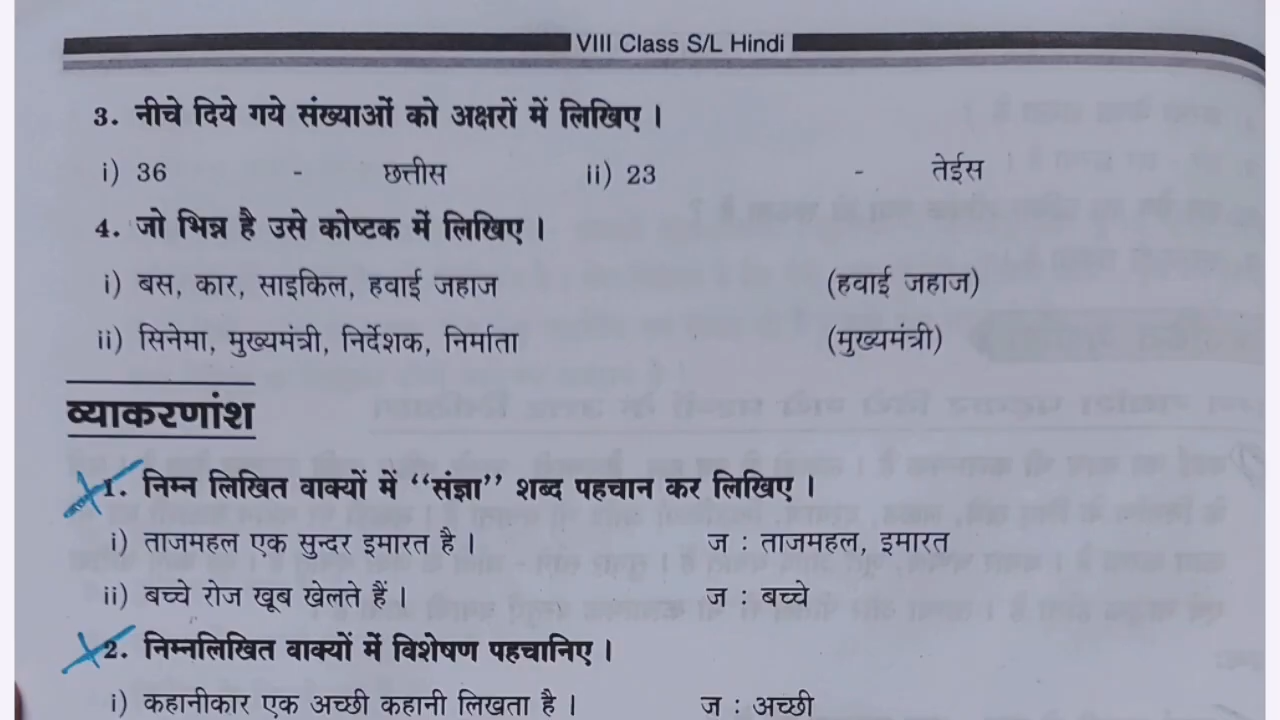 VIII Class S/L Hindi
3. नीचे दिये गये संख्याओं को अक्षरों में लिखिए ।
i) 36 - छत्तीस ii) 23 - तेईस
4. जो भिन्न है उसे कोष्टक में लिखिए ।
i) बस, कार, साइकिल, हवाई जहाज (हवाई जहाज)
ii) सिनेमा, मुख्यमंत्री, निर्देशक, निर्माता (मुख्यमंत्री)
व्याकरणांश
1. निम्न लिखित वाक्यों में ‘‘संज्ञा’’ शब्द पहचान कर लिखिए ।
i) ताजमहल एक सुन्दर इमारत है । ज : ताजमहल, इमारत
ii) बच्चे रोज खूब खेलते हैं । ज : बच्चे
2. निम्नलिखित वाक्यों में विशेषण पहचानिए ।
i) कहानीकार एक अच्छी कहानी लिखता है । ज : अच्छी